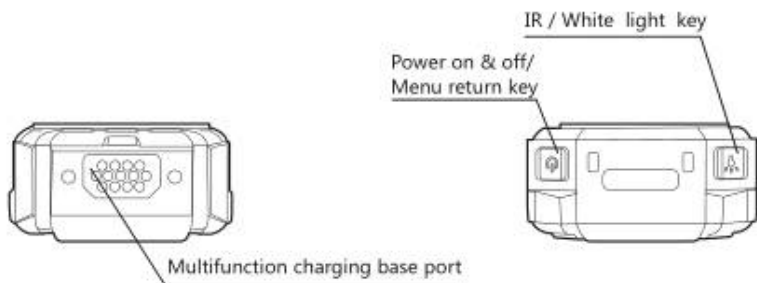 IR / White light key
Power on & off/
Menu return key
Multifunction charging base port